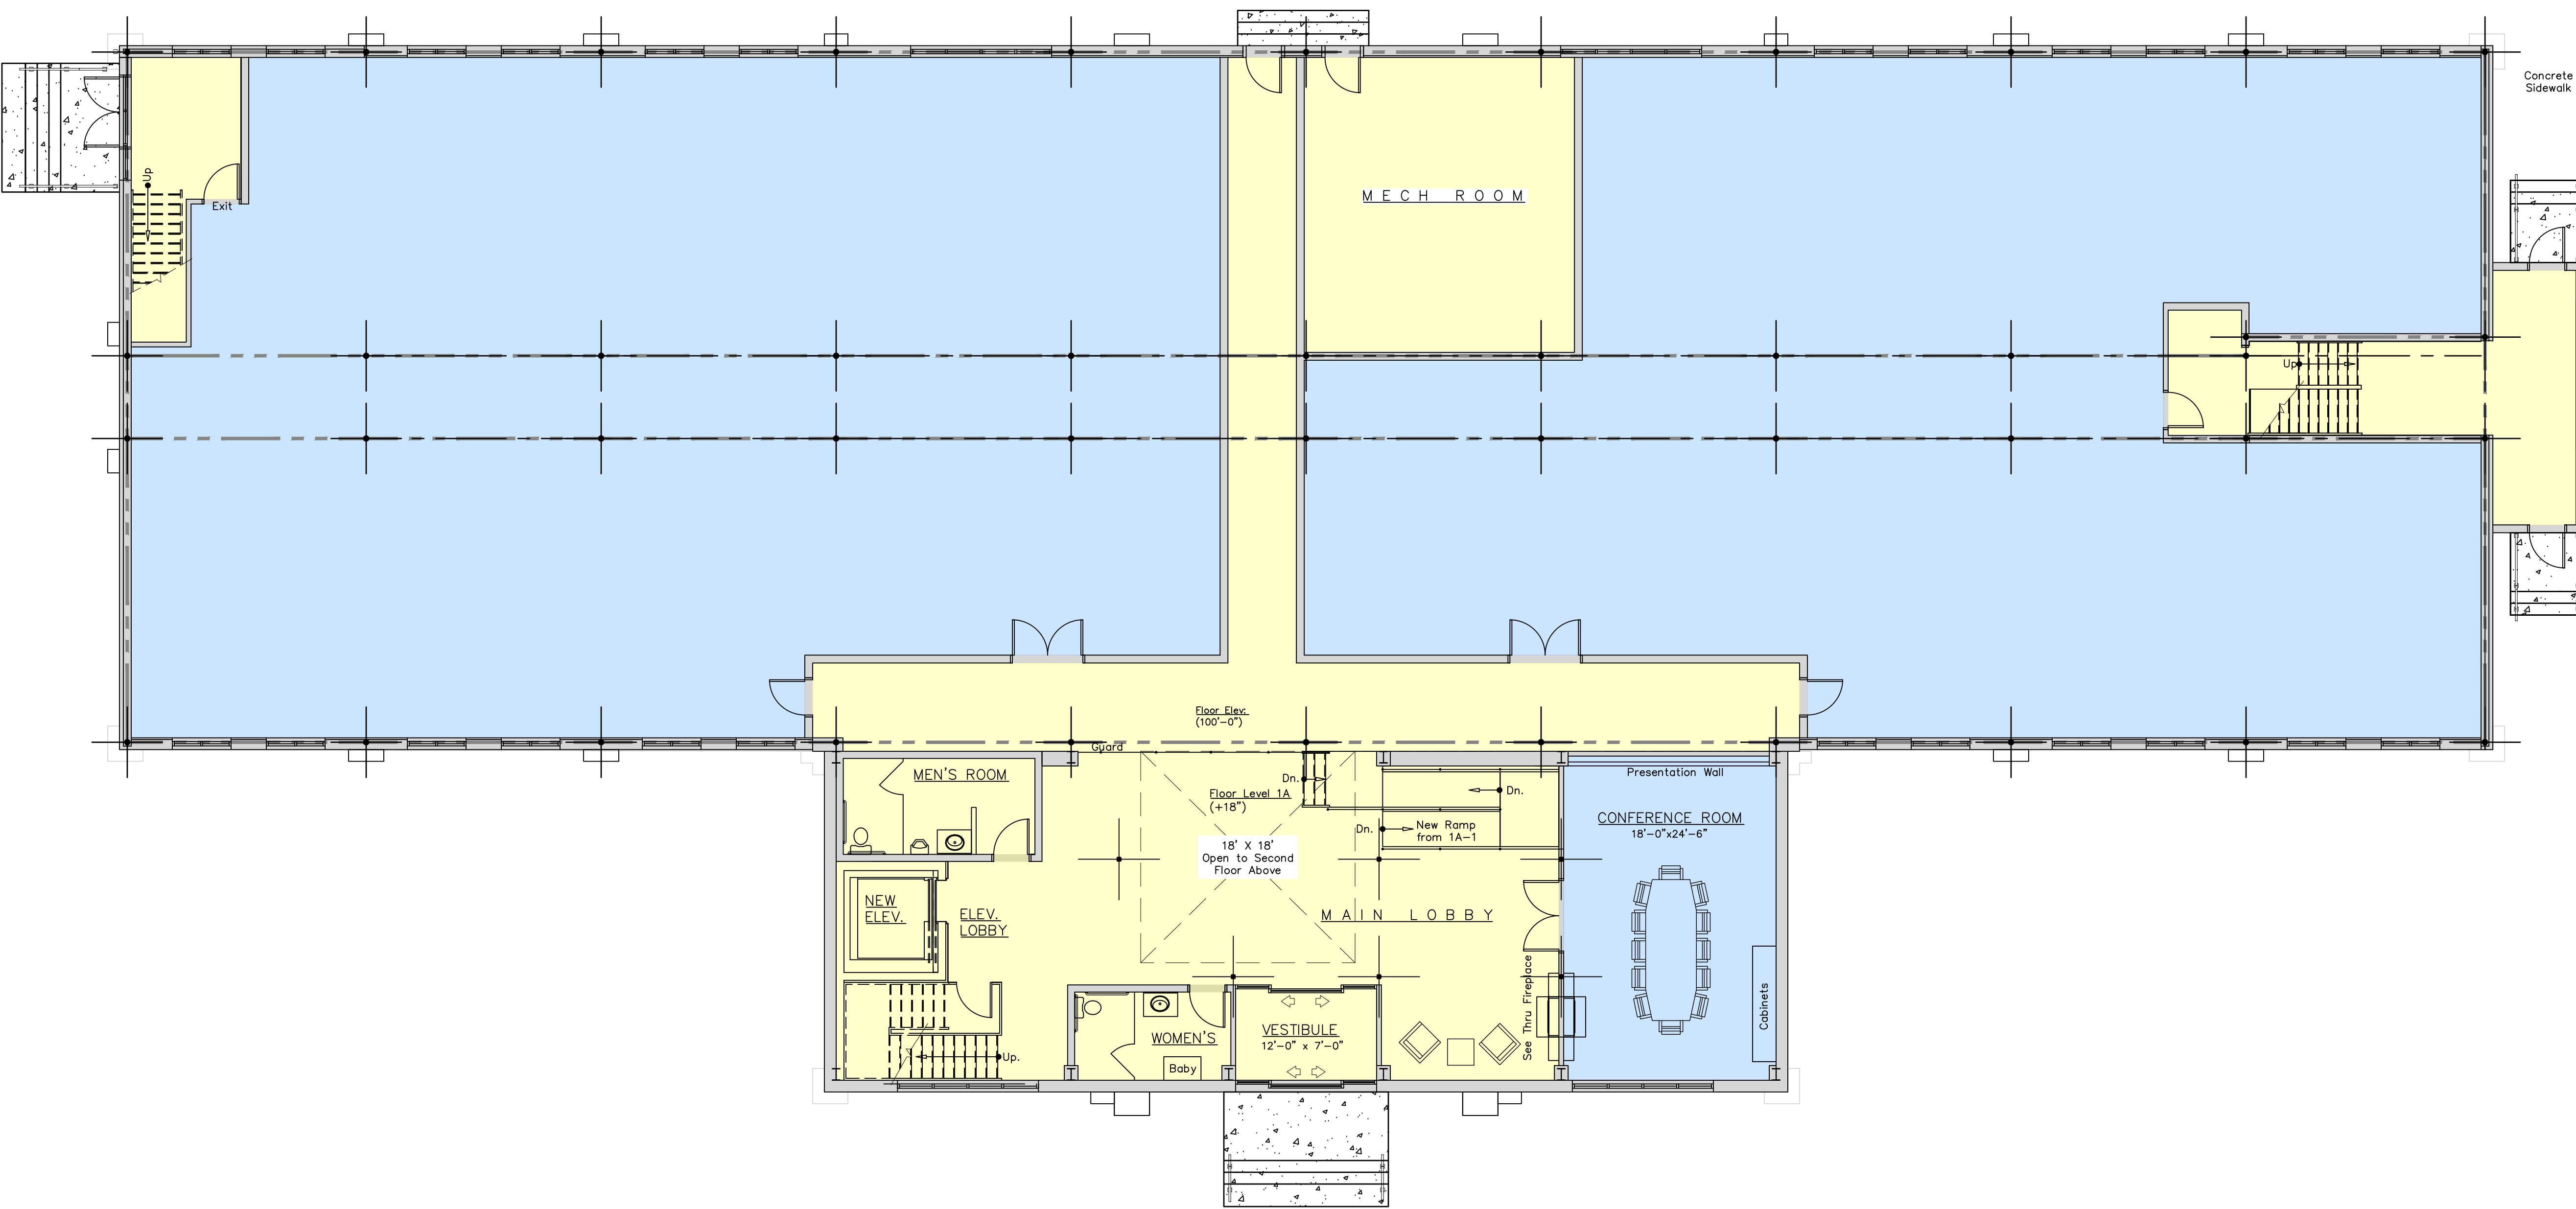 Concrete
Sidewalk
Up
Exit
MECH ROOM
Up
Floor Elev:
(100'-0")
Guard
MEN'S ROOM
Dn.
Floor Level 1A
(+18")
Dn.
Dn.
New Ramp
from 1A-1
Presentation Wall
CONFERENCE ROOM
18'-0"x24'-6"
18' X 18'
Open to Second
Floor Above
NEW
ELEV.
ELEV.
LOBBY
MAIN LOBBY
See Thru Fireplace
Cabinets
VESTIBULE
12'-0" x 7'-0"
WOMEN'S
Baby
Up.